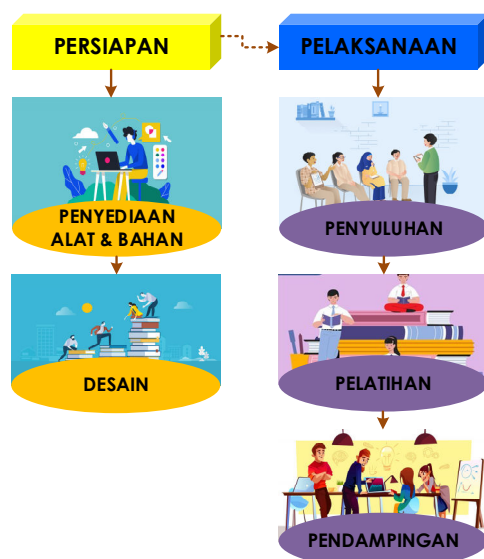 PERSIAPAN
PENYEDIAAN
ALAT & BAHAN
DESAIN
PELAKSANAAN
PENYULUHAN
PELATIHAN
PENDAMPINGAN